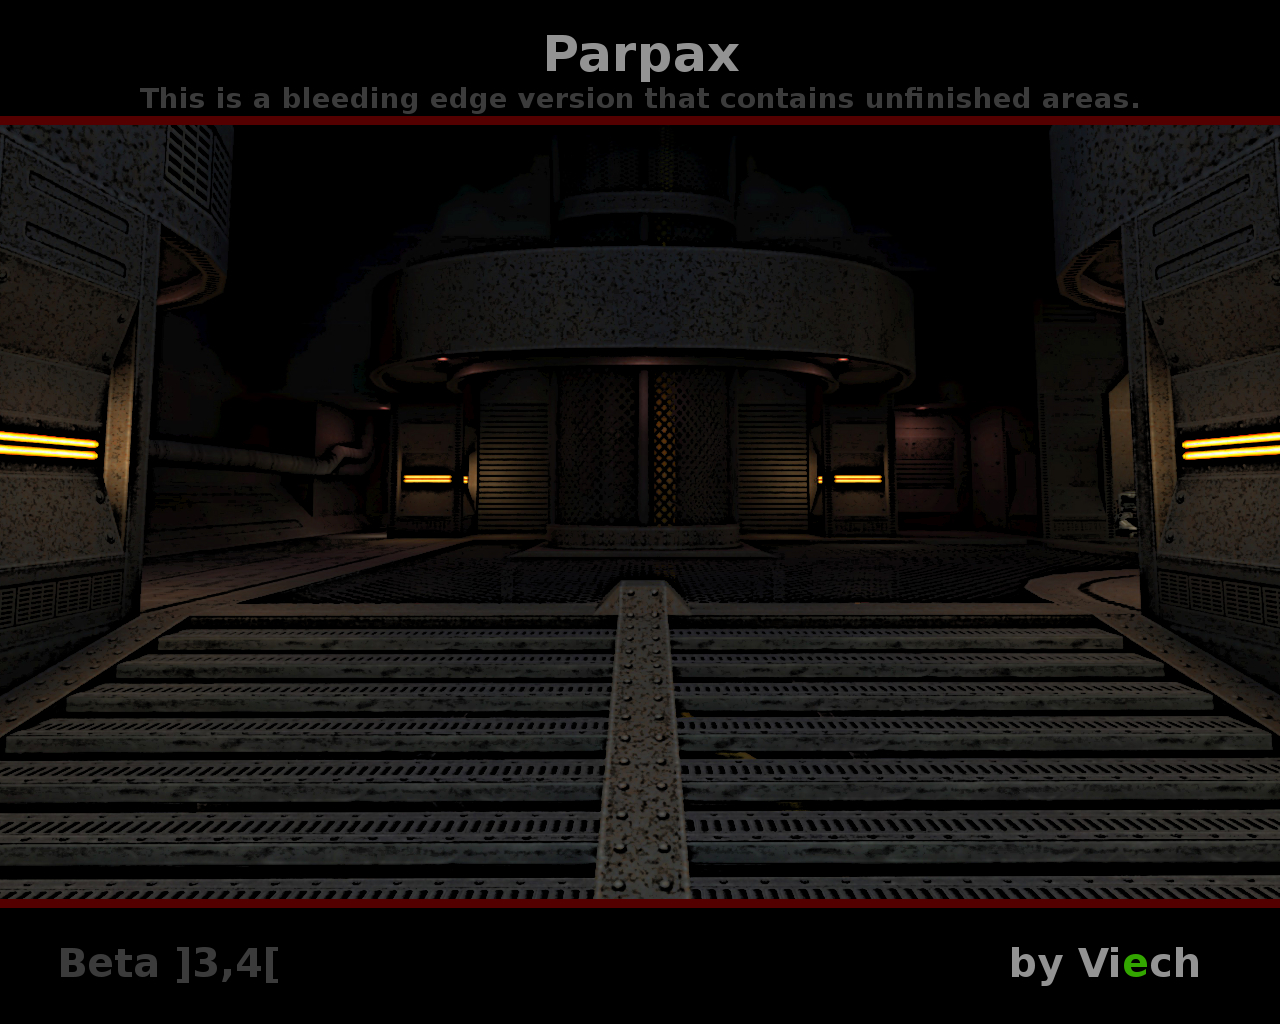 Parpax
This is a bleeding edge version that contains unfinished areas.
Beta ]3,4[
by Viech